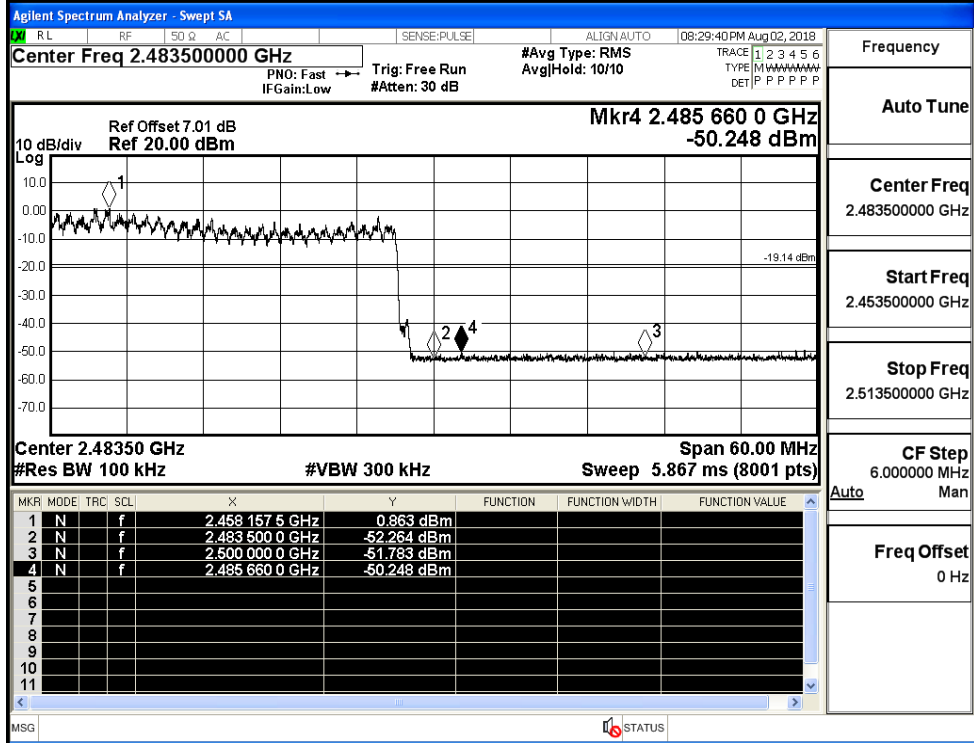 Agilent Spectrum Analyzer - Swept SA
LXI RL RF 50 Ω AC SENSE:PULSE ALIGN AUTO 08:29:40 PM Aug 02, 2018
Center Freq 2.483500000 GHz
#Avg Type: RMS
TRACE 1 2 3 4 5 6
PNO: Fast Trig: Free Run Avg|Hold: 10/10
TYPE M WWWWW
IFGain:Low #Atten: 30 dB
DET P P P P P P
Ref Offset 7.01 dB
Mkr4 2.485 660 0 GHz
10 dB/div Ref 20.00 dBm
-50.248 dBm
Log
10.0
0.00
-10.0
-20.0
-30.0
-40.0
-50.0
-60.0
-70.0
1
2
4
3
-19.14 dBm
Center 2.48350 GHz
Span 60.00 MHz
#Res BW 100 kHz
#VBW 300 kHz
Sweep 5.867 ms (8001 pts)
MKR MODE TRC SCL X Y FUNCTION FUNCTION WIDTH FUNCTION VALUE
1 N f 2.458 157 5 GHz 0.863 dBm
2 N f 2.483 500 0 GHz -52.264 dBm
3 N f 2.500 000 0 GHz -51.783 dBm
4 N f 2.485 660 0 GHz -50.248 dBm
5
6
7
8
9
10
11
MSG
STATUS
Frequency
Auto Tune
Center Freq
2.483500000 GHz
Start Freq
2.453500000 GHz
Stop Freq
2.513500000 GHz
CF Step
6.000000 MHz
Auto Man
Freq Offset
0 Hz